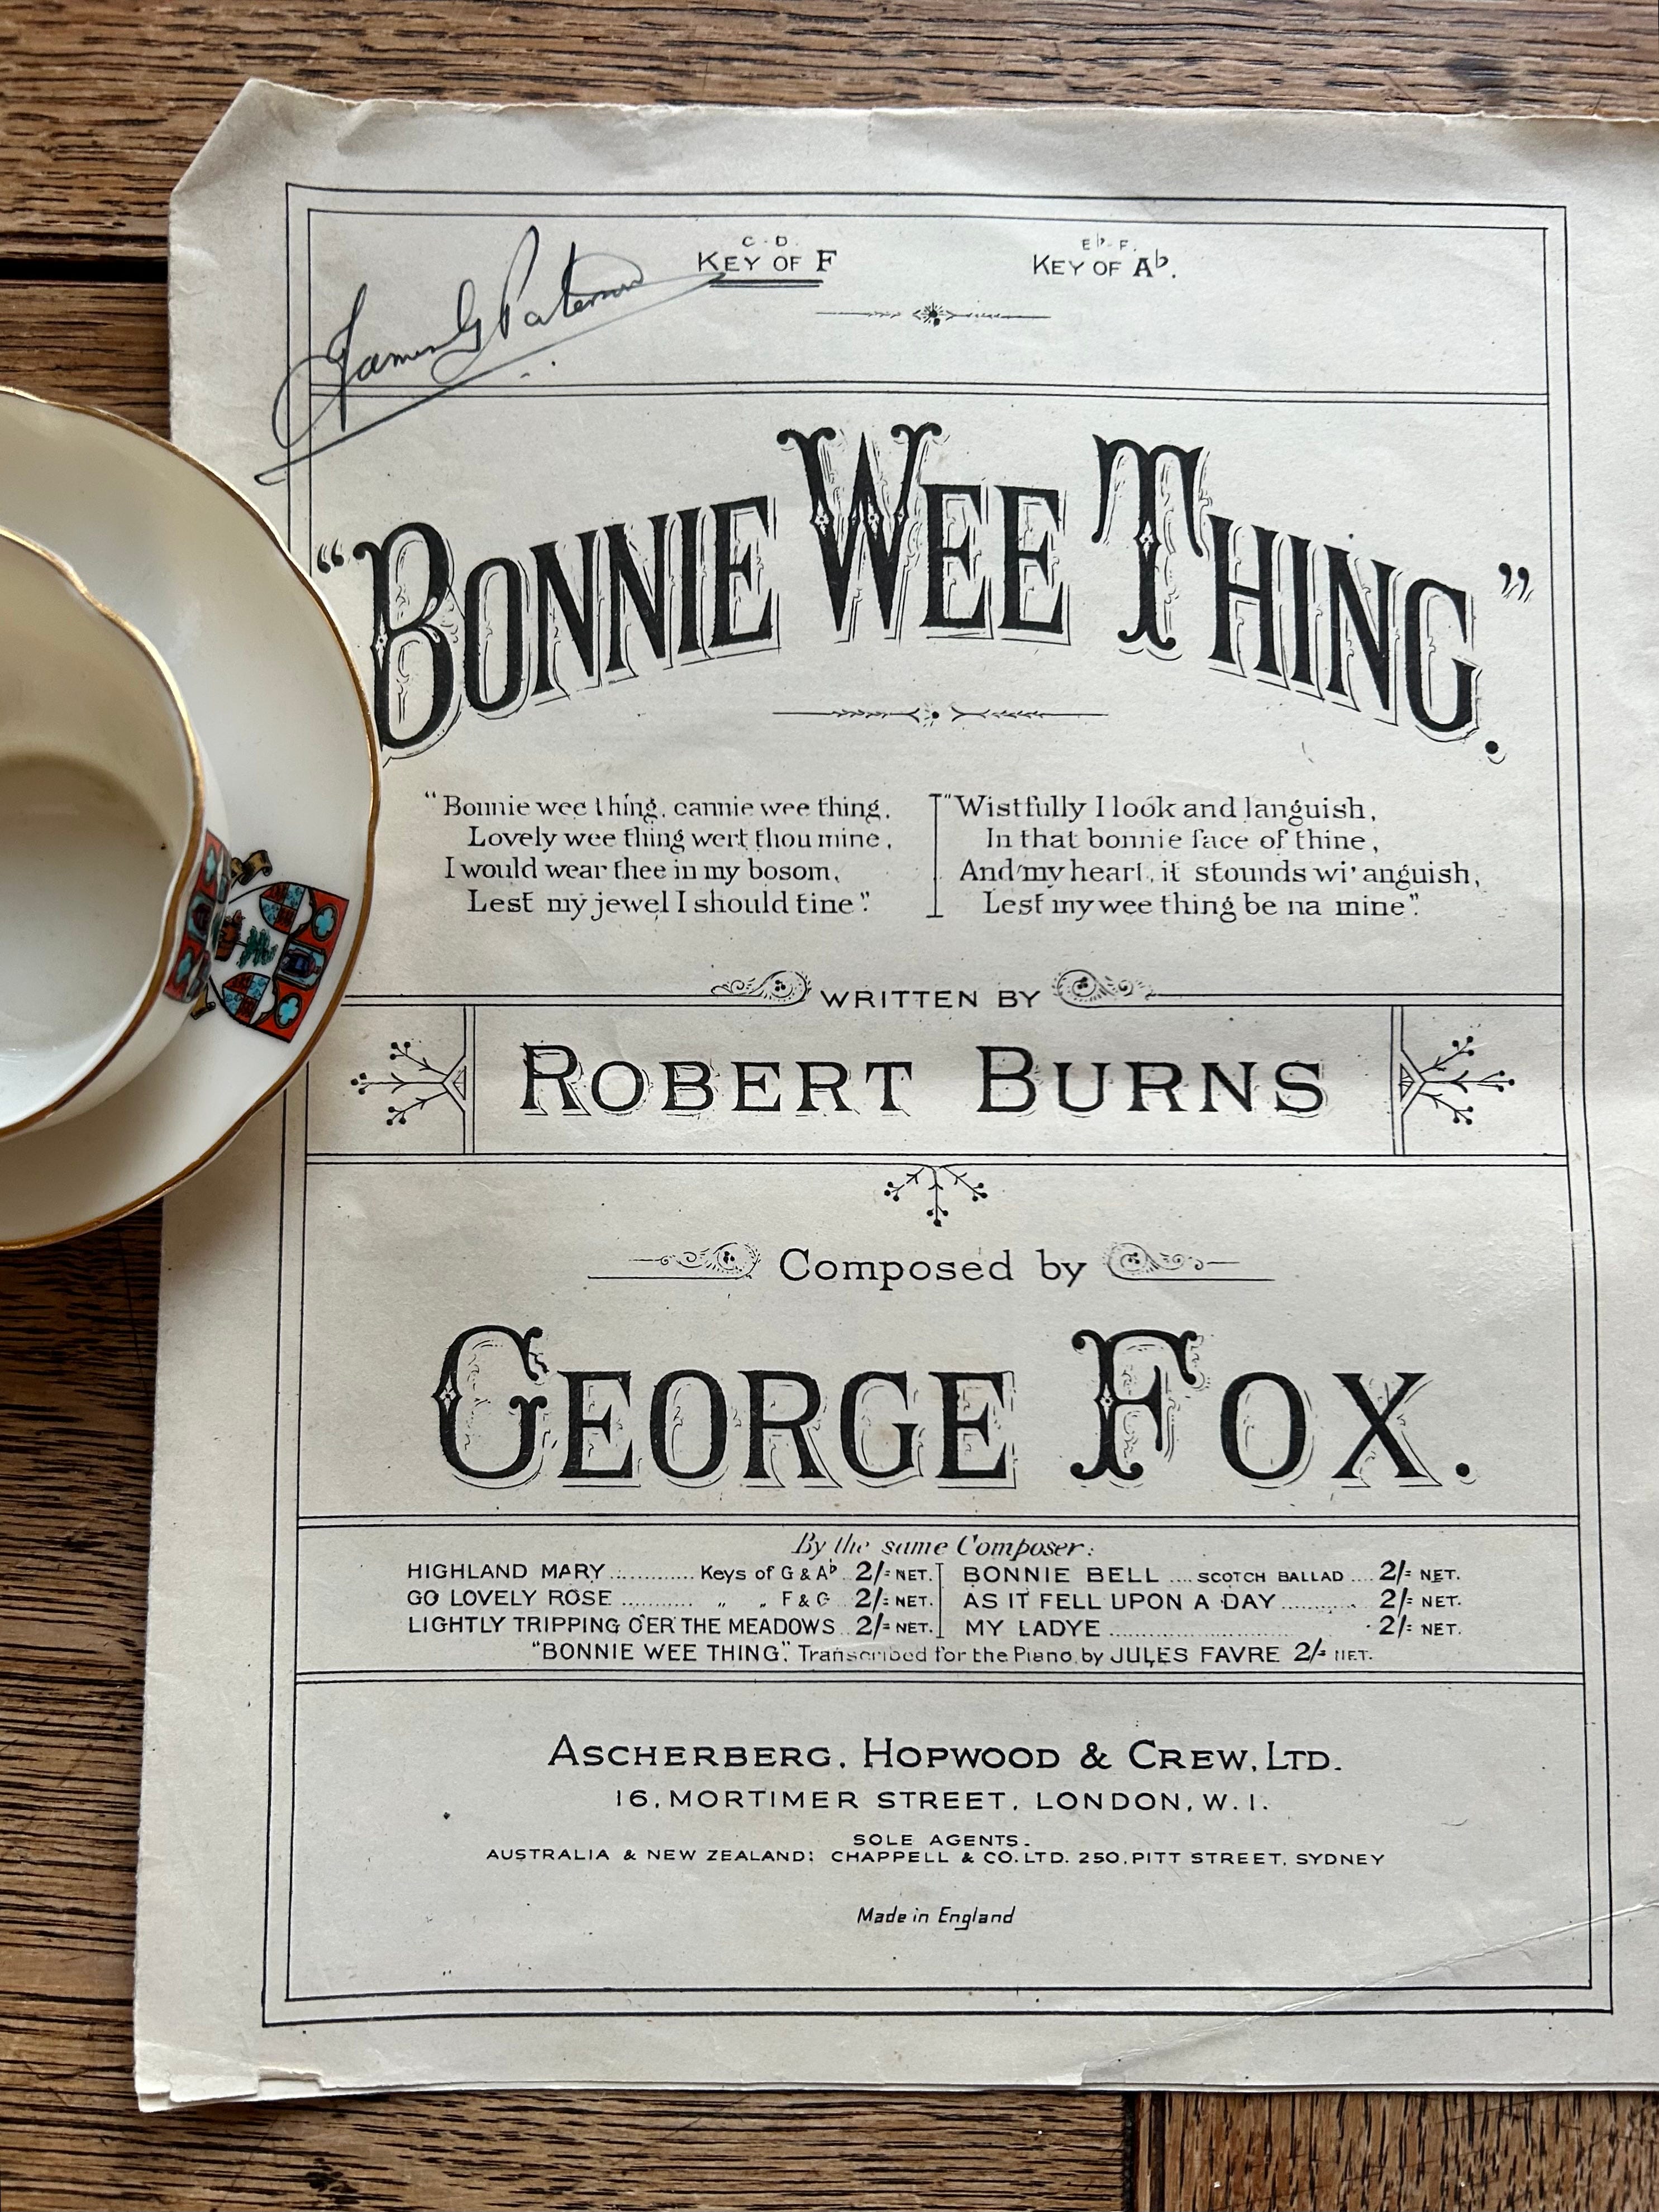 C - D.
KEY OF F
E♭- F.
KEY OF A♭.
James G Paterson
"BONNIE WEE THING."
"Bonnie wee thing, cannie wee thing,
Lovely wee thing wert thou mine,
I would wear thee in my bosom,
Lest my jewel I should tine".
"Wistfully I look and languish,
In that bonnie face of thine,
And my heart, it stounds wi' anguish,
Lest my wee thing be na mine".
WRITTEN BY
ROBERT BURNS
Composed by
GEORGE FOX.
By the same Composer:
HIGHLAND MARY ............ Keys of G & A♭ .. 2/= NET.
GO LOVELY ROSE .......... „ „ F & G 2/= NET.
LIGHTLY TRIPPING O'ER THE MEADOWS .. 2/= NET.
BONNIE BELL .... SCOTCH BALLAD .... 2/= NET.
AS IT FELL UPON A DAY ........... 2/= NET.
MY LADYE ............................ 2/= NET.
"BONNIE WEE THING". Transcribed for the Piano, by JULES FAVRE 2/= NET.
ASCHERBERG, HOPWOOD & CREW, LTD.
16, MORTIMER STREET, LONDON, W. 1.
SOLE AGENTS.
AUSTRALIA & NEW ZEALAND: CHAPPELL & CO. LTD. 250, PITT STREET, SYDNEY
Made in England